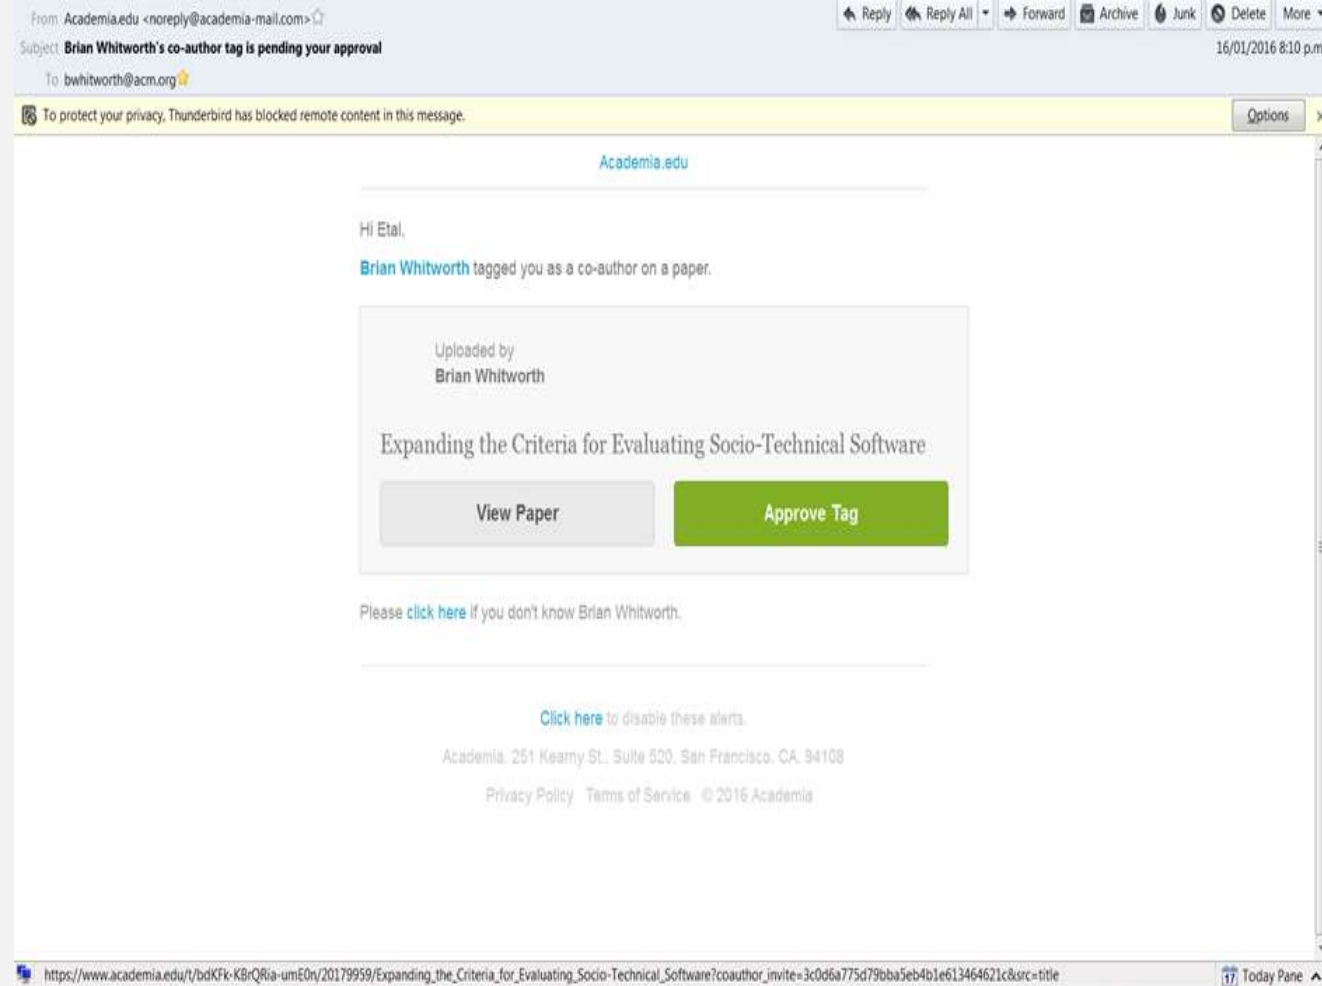 From Academia.edu <noreply@academia-mail.com>
Reply Reply All Forward Archive Junk Delete More
Subject Brian Whitworth's co-author tag is pending your approval
16/01/2016 8:10 p.m
To bwhitworth@acm.org
To protect your privacy, Thunderbird has blocked remote content in this message.
Options
Academia.edu
Hi Etal,
Brian Whitworth tagged you as a co-author on a paper.
Uploaded by
Brian Whitworth
Expanding the Criteria for Evaluating Socio-Technical Software
View Paper
Approve Tag
Please click here if you don't know Brian Whitworth.
Click here to disable these alerts.
Academia, 251 Kearny St., Suite 520, San Francisco, CA, 94108
Privacy Policy Terms of Service © 2016 Academia
https://www.academia.edu/t/bdKFk-KBrQRia-umE0n/20179959/Expanding_the_Criteria_for_Evaluating_Socio-Technical_Software?coauthor_invite=3c0d6a775d79bba5eb4b1e613464621c&src=title
17 Today Pane